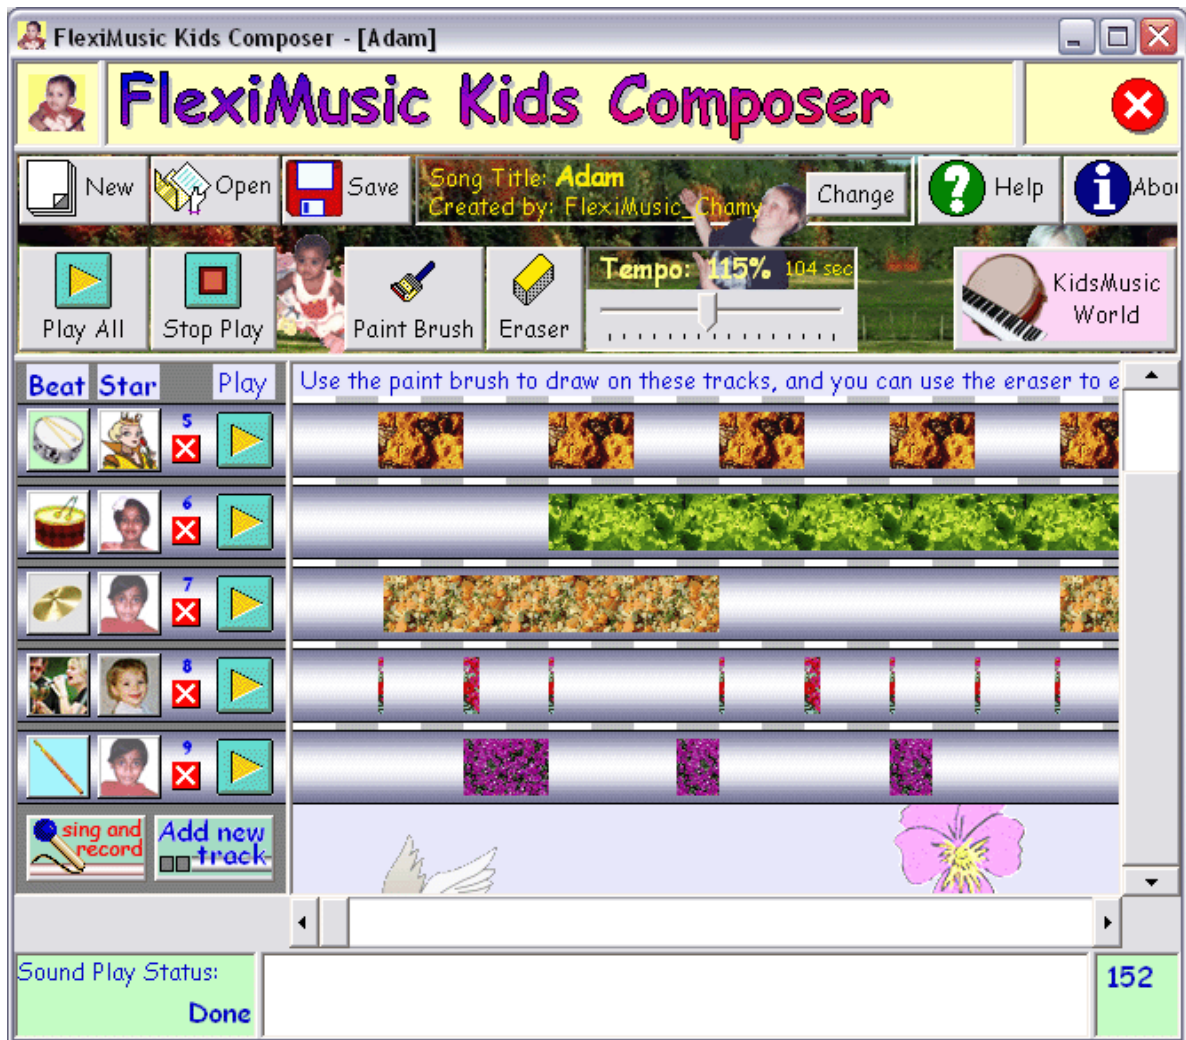 FlexiMusic Kids Composer - [Adam]
FlexiMusic Kids Composer
New
Open
Save
Song Title: Adam
Created by: FlexiMusic_Chamy
Change
Help
Abou
Play All
Stop Play
Paint Brush
Eraser
Tempo: 115% 104 sec
KidsMusic
World
Beat Star Play
Use the paint brush to draw on these tracks, and you can use the eraser to e
5
6
7
8
9
sing and
record
Add new
track
Sound Play Status:
Done
152